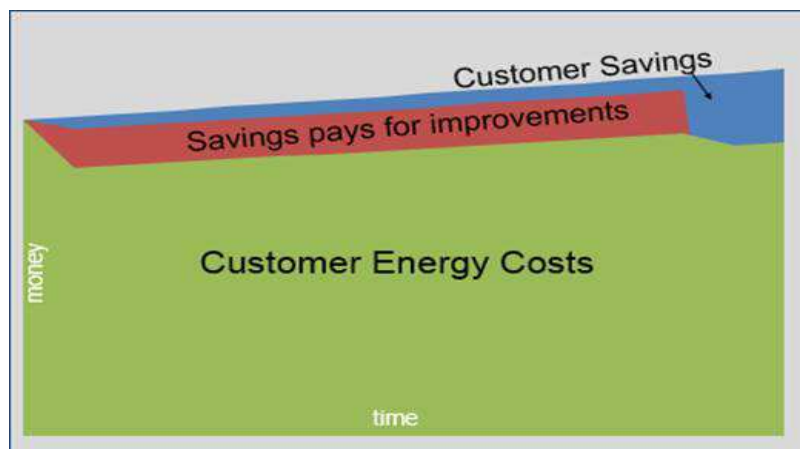 Customer Savings
Savings pays for improvements
Customer Energy Costs
money
time